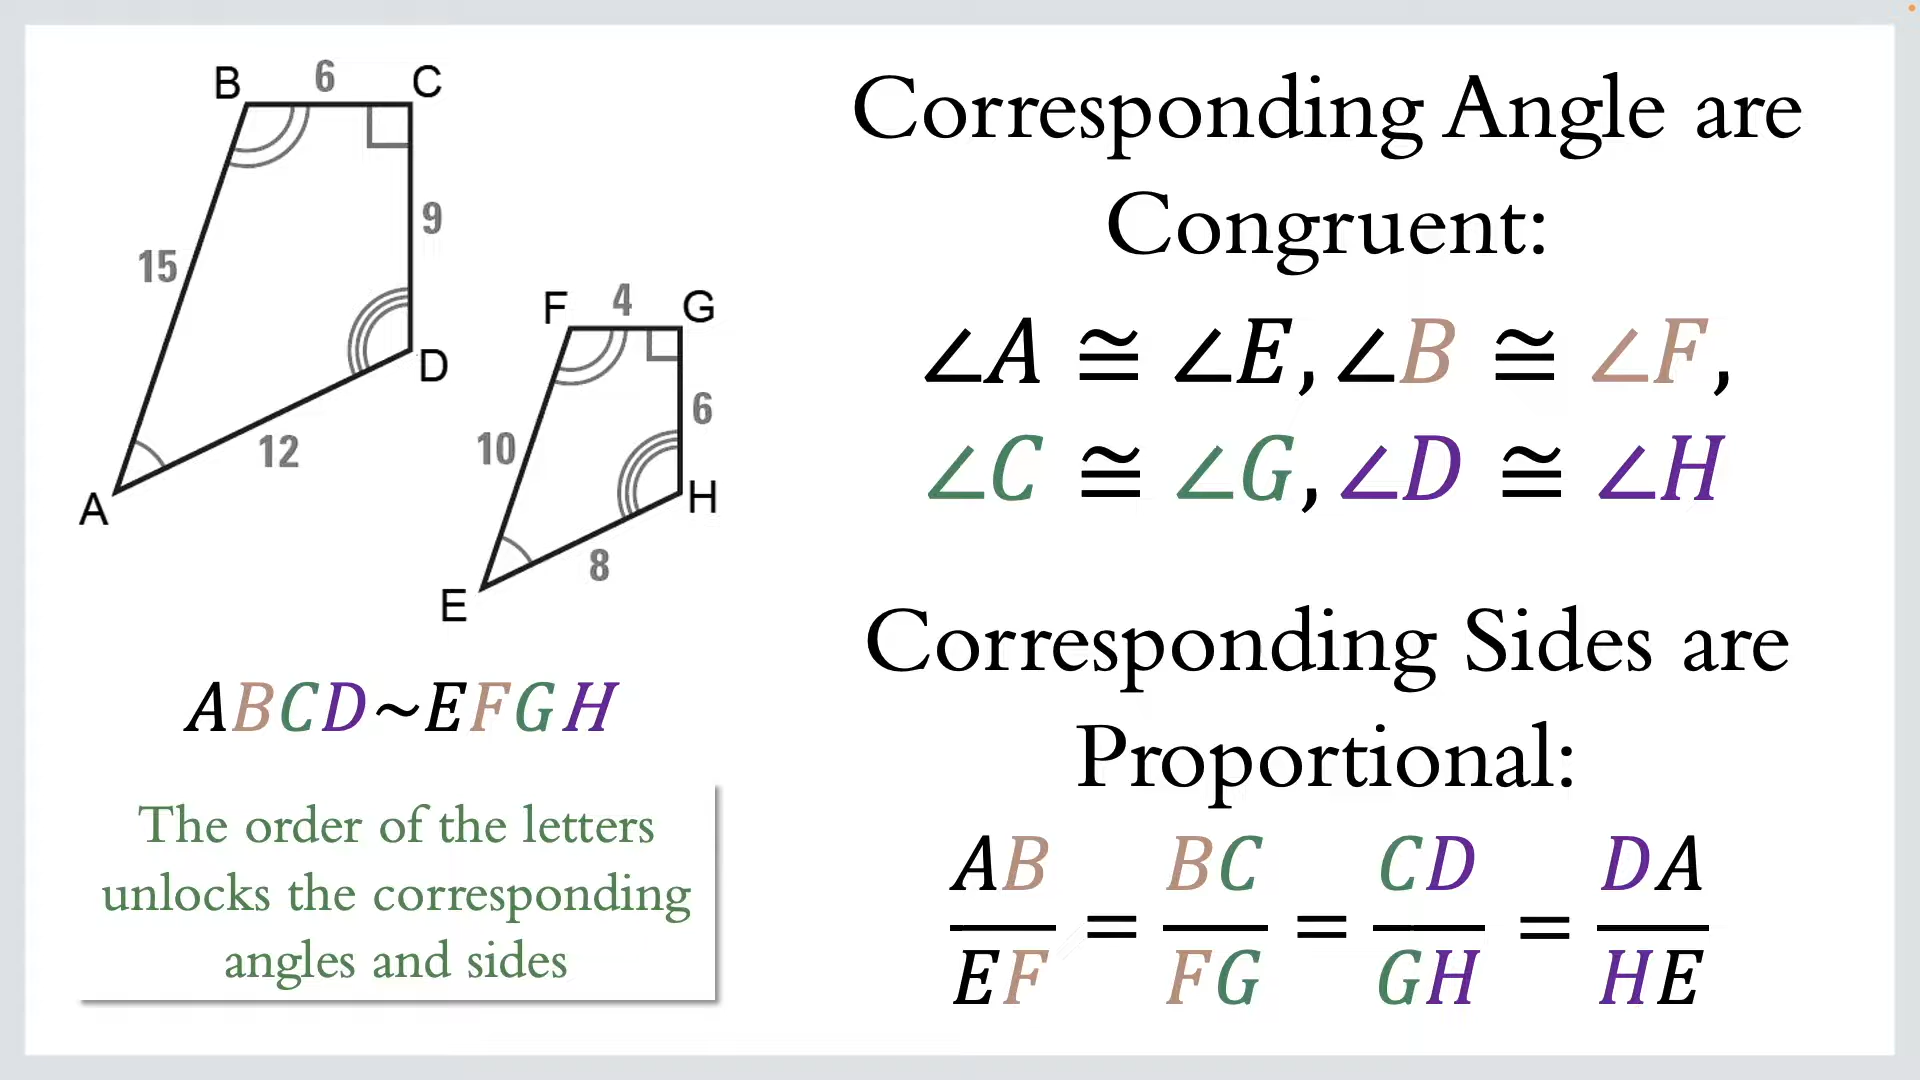 B 6 C
15
9
D
12
A
F 4 G
10
6
H
8
E
ABCD~EFGH
The order of the letters
unlocks the corresponding
angles and sides
Corresponding Angle are
Congruent:
∠A ≅ ∠E, ∠B ≅ ∠F,
∠C ≅ ∠G, ∠D ≅ ∠H
Corresponding Sides are
Proportional:
AB/EF = BC/FG = CD/GH = DA/HE